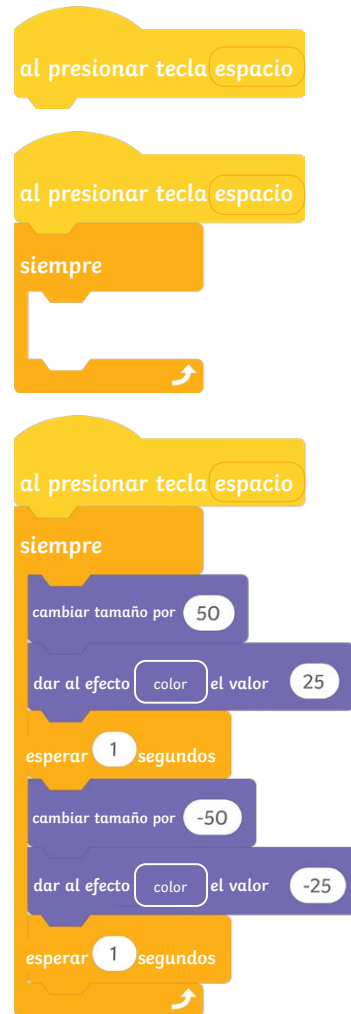 al presionar tecla espacio
al presionar tecla espacio
siempre
al presionar tecla espacio
siempre
cambiar tamaño por 50
dar al efecto color el valor 25
esperar 1 segundos
cambiar tamaño por -50
dar al efecto color el valor -25
esperar 1 segundos